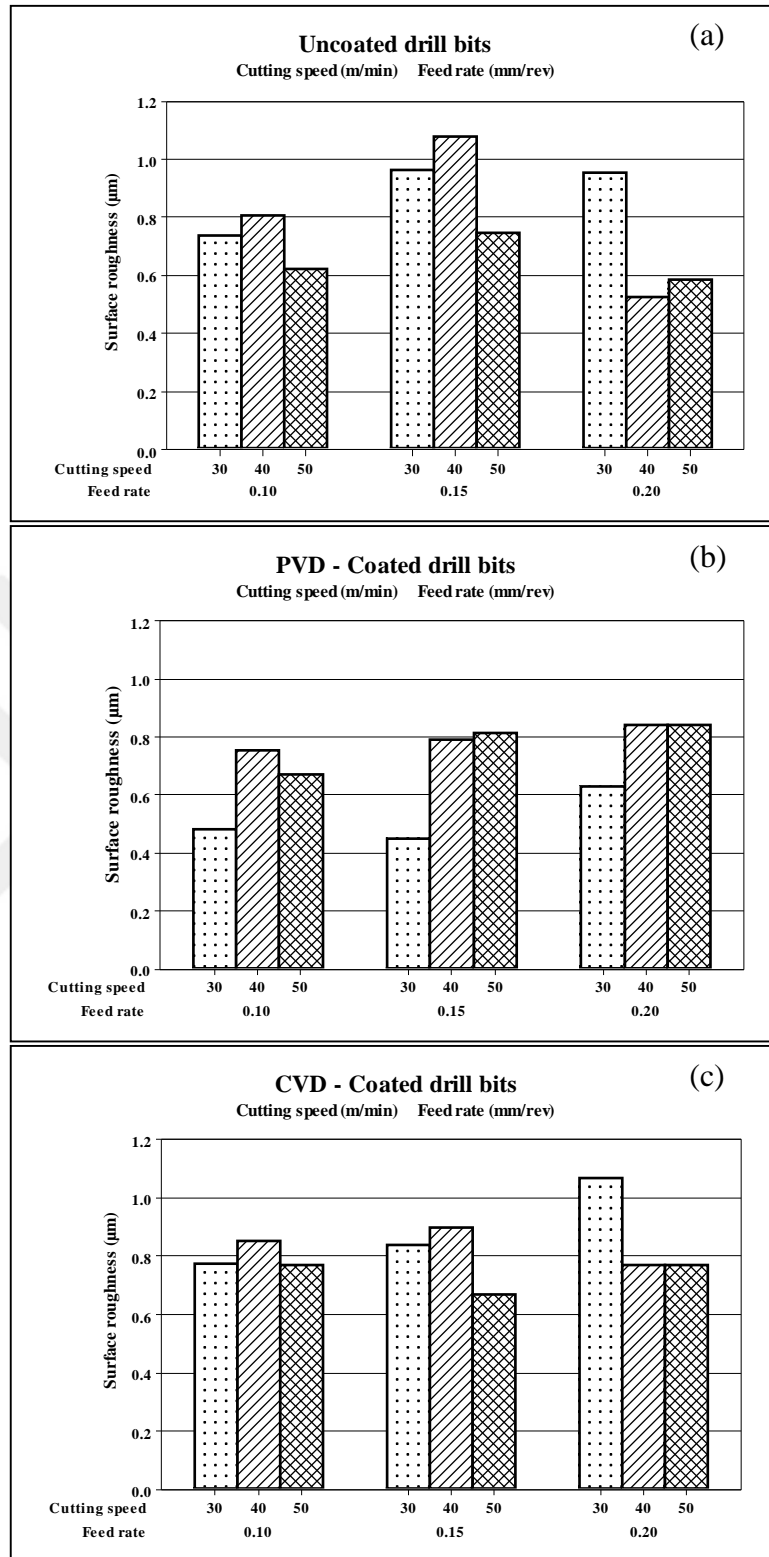 Uncoated drill bits (a)
Cutting speed (m/min) Feed rate (mm/rev)
1.2
1.0
0.8
0.6
0.4
0.2
0.0
Surface roughness (µm)
Cutting speed 30 40 50 30 40 50 30 40 50
Feed rate 0.10 0.15 0.20
PVD - Coated drill bits (b)
Cutting speed (m/min) Feed rate (mm/rev)
1.2
1.0
0.8
0.6
0.4
0.2
0.0
Surface roughness (µm)
Cutting speed 30 40 50 30 40 50 30 40 50
Feed rate 0.10 0.15 0.20
CVD - Coated drill bits (c)
Cutting speed (m/min) Feed rate (mm/rev)
1.2
1.0
0.8
0.6
0.4
0.2
0.0
Surface roughness (µm)
Cutting speed 30 40 50 30 40 50 30 40 50
Feed rate 0.10 0.15 0.20